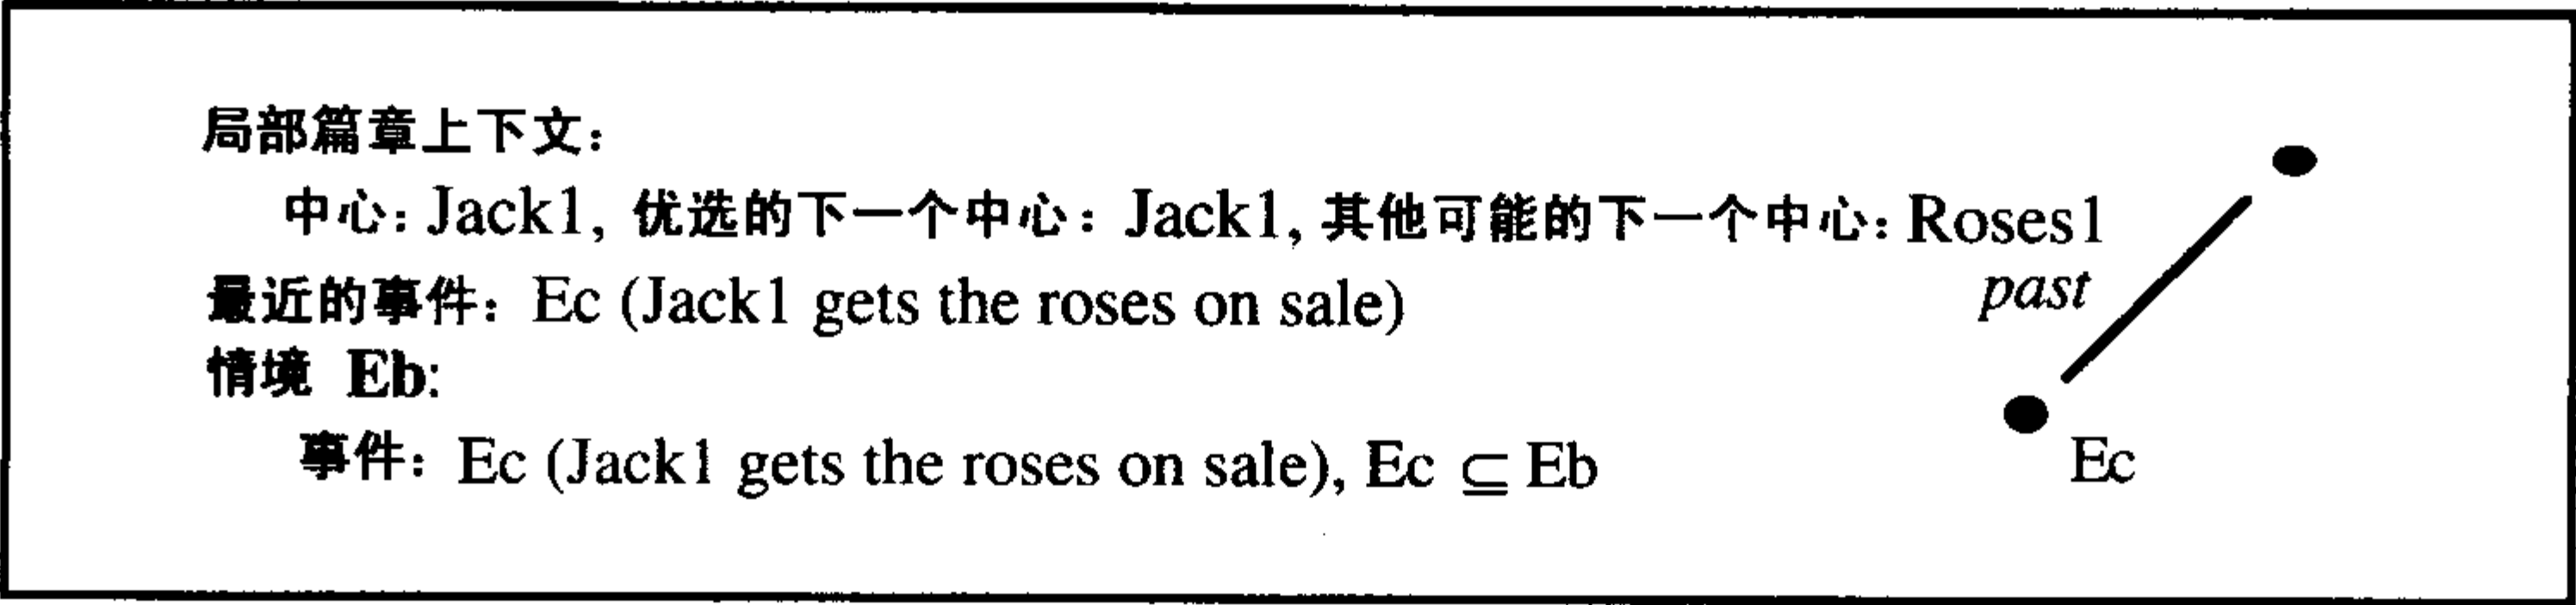 局部篇章上下文：
中心：Jack1, 优选的下一个中心：Jack1, 其他可能的下一个中心：Roses1
past
最近的事件：Ec (Jack1 gets the roses on sale)
情境 Eb:
事件：Ec (Jack1 gets the roses on sale), Ec ⊆ Eb
Ec